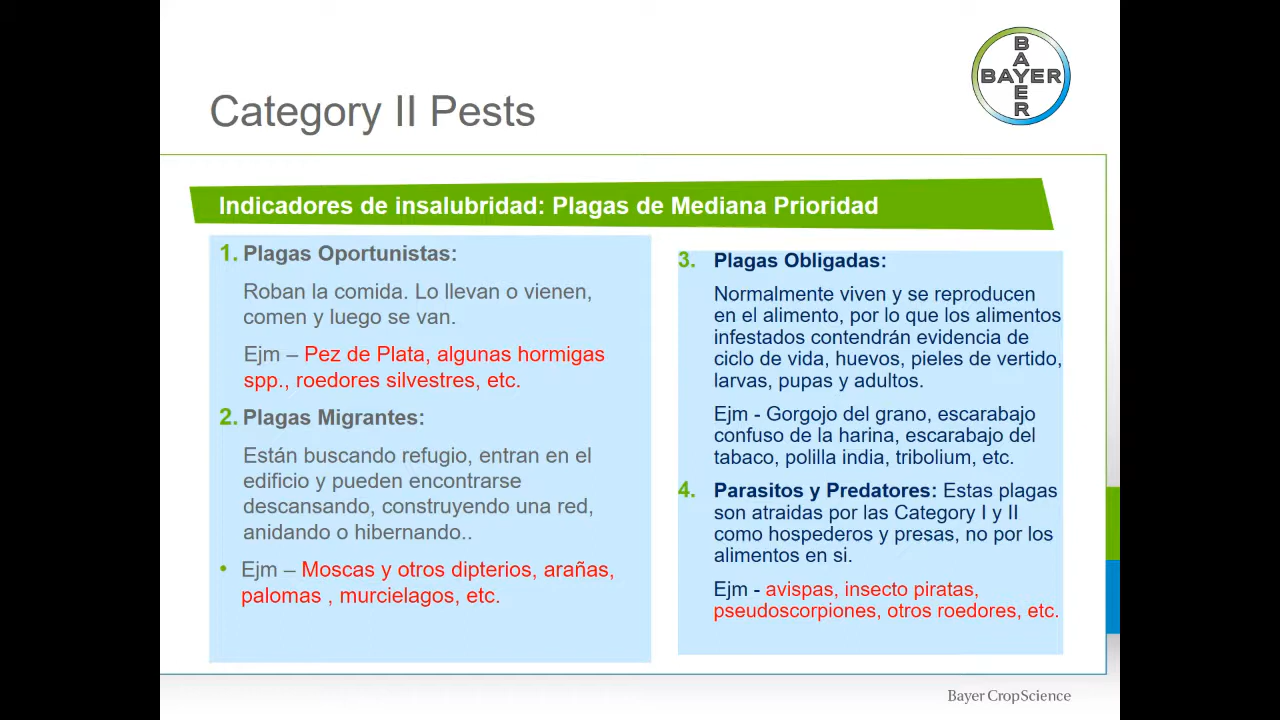 BAYER
BAYER
Category II Pests
Indicadores de insalubridad: Plagas de Mediana Prioridad
1. Plagas Oportunistas:
Roban la comida. Lo llevan o vienen,
comen y luego se van.
Ejm – Pez de Plata, algunas hormigas
spp., roedores silvestres, etc.
2. Plagas Migrantes:
Están buscando refugio, entran en el
edificio y pueden encontrarse
descansando, construyendo una red,
anidando o hibernando..
• Ejm – Moscas y otros dipterios, arañas,
palomas , murcielagos, etc.
3. Plagas Obligadas:
Normalmente viven y se reproducen
en el alimento, por lo que los alimentos
infestados contendrán evidencia de
ciclo de vida, huevos, pieles de vertido,
larvas, pupas y adultos.
Ejm - Gorgojo del grano, escarabajo
confuso de la harina, escarabajo del
tabaco, polilla india, tribolium, etc.
4. Parasitos y Predatores: Estas plagas
son atraidas por las Category I y II
como hospederos y presas, no por los
alimentos en si.
Ejm - avispas, insecto piratas,
pseudoscorpiones, otros roedores, etc.
Bayer CropScience